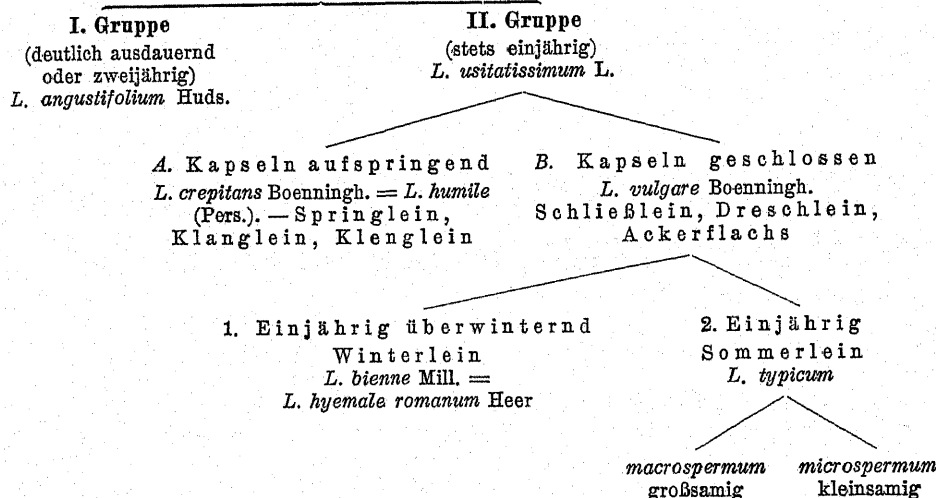 I. Gruppe
(deutlich ausdauernd
oder zweijährig)
L. angustifolium Huds.
II. Gruppe
(stets einjährig)
L. usitatissimum L.
A. Kapseln aufspringend
L. crepitans Boenningh. = L. humile
(Pers.). — Springlein,
Klanglein, Klenglein
B. Kapseln geschlossen
L. vulgare Boenningh.
Schließlein, Dreschlein,
Ackerflachs
1. Einjährig überwinternd
Winterlein
L. bienne Mill. =
L. hyemale romanum Heer
2. Einjährig
Sommerlein
L. typicum
macrospermum
großsamig
microspermum
kleinsamig